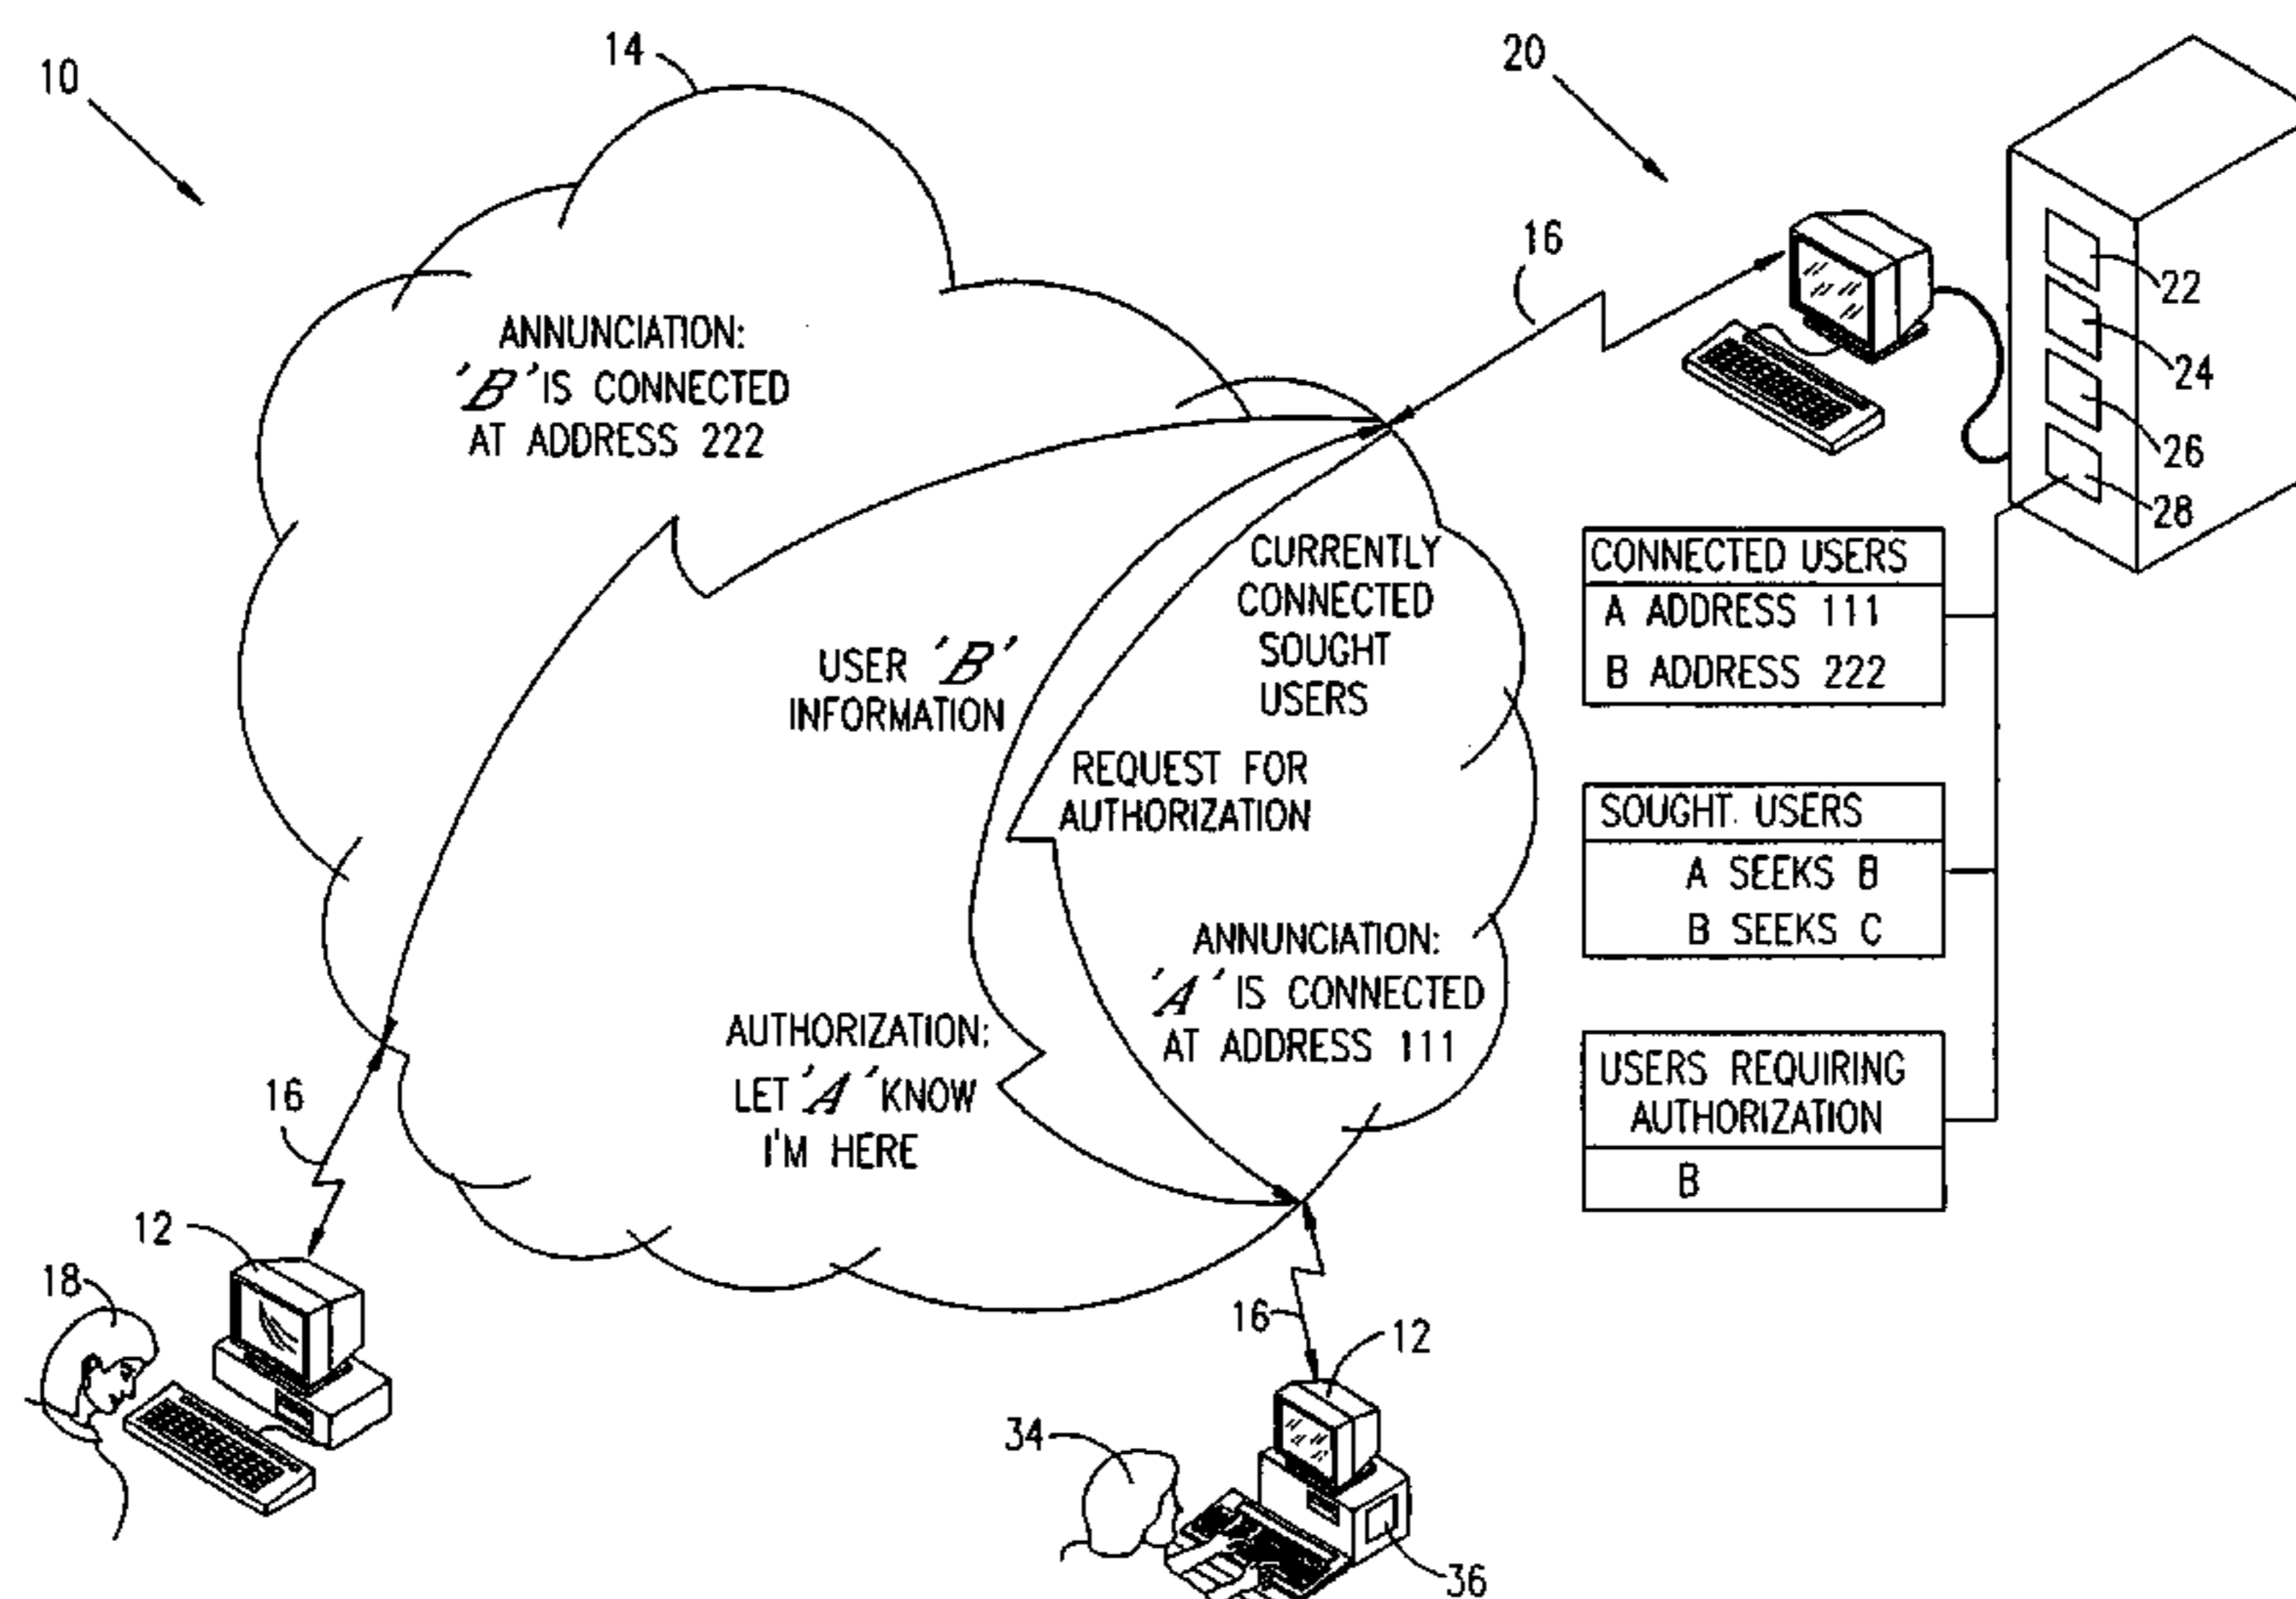 10
14
20
16
22
24
26
28
ANNUNCIATION:
'B' IS CONNECTED
AT ADDRESS 222
CURRENTLY
CONNECTED
SOUGHT
USERS
USER 'B'
INFORMATION
REQUEST FOR
AUTHORIZATION
ANNUNCIATION:
'A' IS CONNECTED
AT ADDRESS 111
AUTHORIZATION:
LET 'A' KNOW
I'M HERE
CONNECTED USERS
A ADDRESS 111
B ADDRESS 222
SOUGHT USERS
A SEEKS B
B SEEKS C
USERS REQUIRING
AUTHORIZATION
B
16
12
18
16
12
34
36